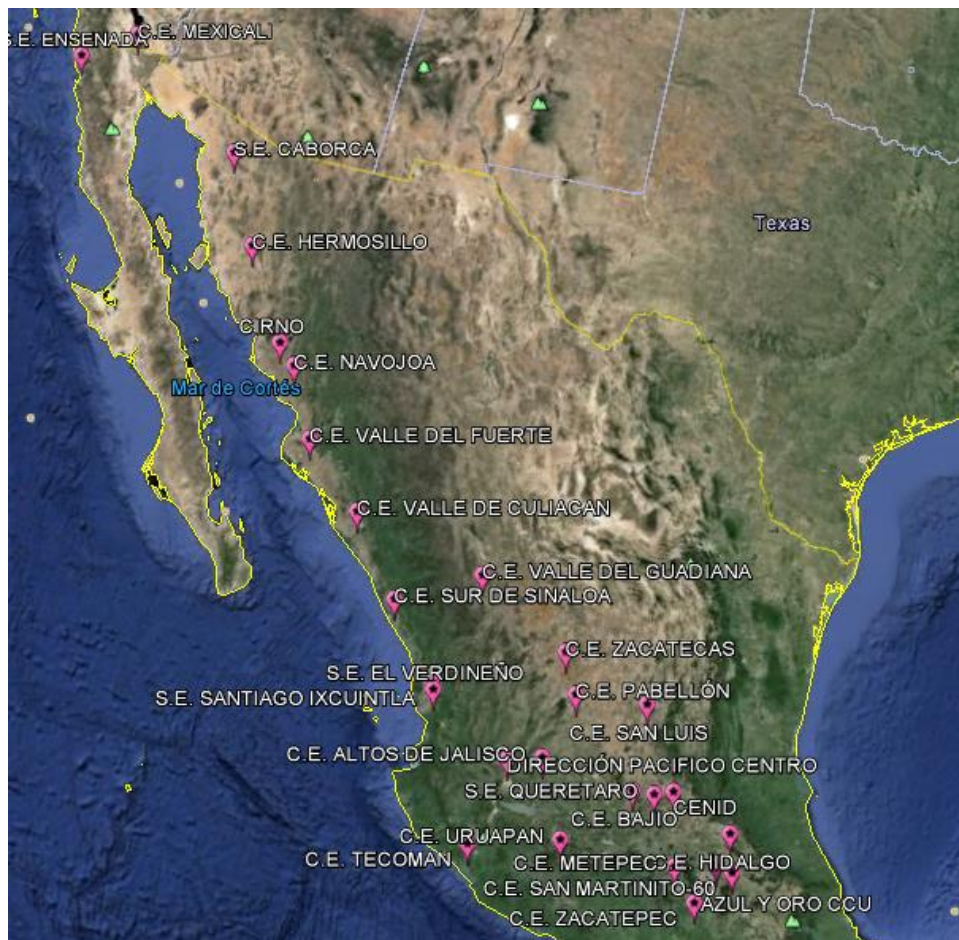 C.E. MEXICALI
S.E. ENSENADA
S.E. CABORCA
Texas
C.E. HERMOSILLO
CIRNO
C.E. NAVOJOA
Mar de Cortés
C.E. VALLE DEL FUERTE
C.E. VALLE DE CULIACAN
C.E. VALLE DEL GUADIANA
C.E. SUR DE SINALOA
C.E. ZACATECAS
S.E. EL VERDINEÑO
C.E. PABELLÓN
S.E. SANTIAGO IXCUINTLA
C.E. SAN LUIS
C.E. ALTOS DE JALISCO
DIRECCIÓN PACIFICO CENTRO
S.E. QUERETARO
CENID
C.E. BAJIO
C.E. URUAPAN
C.E. TECOMAN
C.E. METEPEC
C.E. HIDALGO
C.E. SAN MARTINITO-60
AZUL Y ORO CCU
C.E. ZACATEPEC